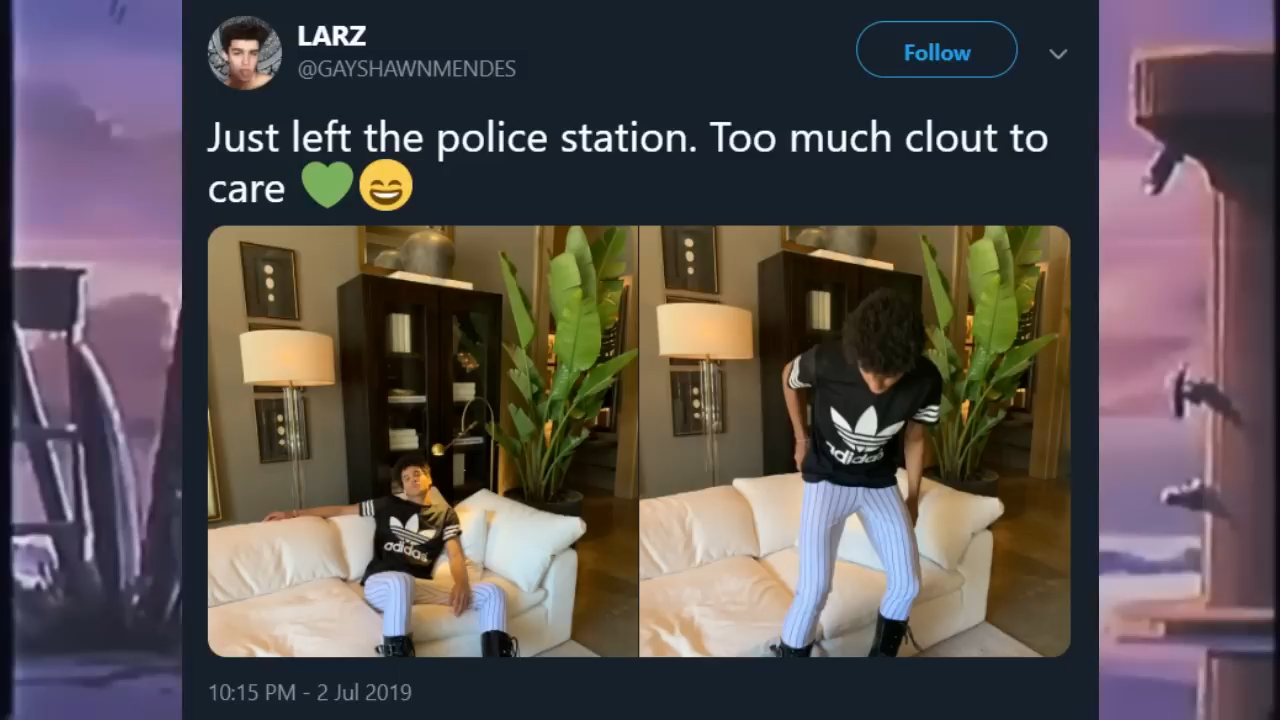 LARZ
@GAYSHAWNMENDES
Follow
Just left the police station. Too much clout to
care 💚😄
adidas
adidas
10:15 PM - 2 Jul 2019